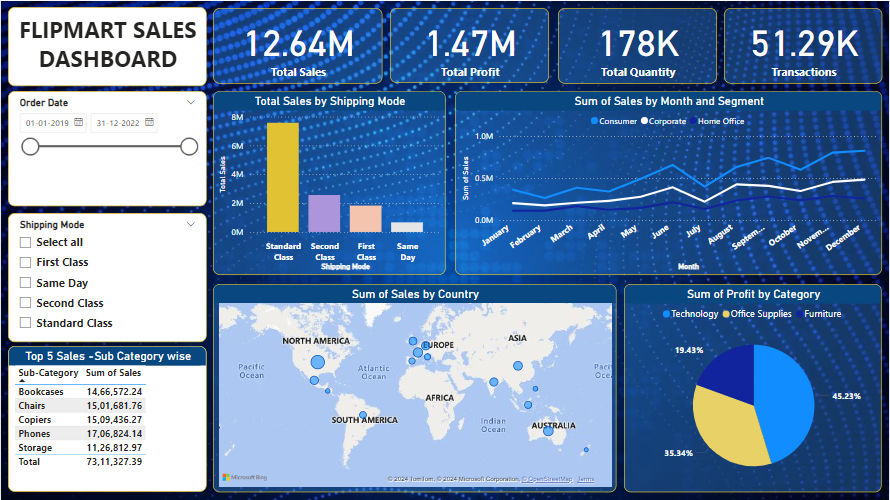 FLIPMART SALES
DASHBOARD
12.64M
Total Sales
1.47M
Total Profit
178K
Total Quantity
51.29K
Transactions
Order Date
01-01-2019
31-12-2022
Shipping Mode
Select all
First Class
Same Day
Second Class
Standard Class
Top 5 Sales -Sub Category wise
Sub-Category Sum of Sales
Bookcases 14,66,572.24
Chairs 15,01,681.76
Copiers 15,09,436.27
Phones 17,06,824.14
Storage 11,26,812.97
Total 73,11,327.39
Total Sales by Shipping Mode
Total Sales
8M
6M
4M
2M
0M
Standard Class
Second Class
First Class
Same Day
Shipping Mode
Sum of Sales by Month and Segment
Consumer Corporate Home Office
Sum of Sales
1.0M
0.5M
0.0M
January
February
March
April
May
June
July
August
Septem...
October
Novem...
December
Month
Sum of Sales by Country
NORTH AMERICA
EUROPE
ASIA
Pacific Ocean
Atlantic Ocean
AFRICA
Indian Ocean
SOUTH AMERICA
AUSTRALIA
Paci
Oc
Microsoft Bing
© 2024 TomTom, © 2024 Microsoft Corporation, © OpenStreetMap Terms
Sum of Profit by Category
Technology Office Supplies Furniture
19.43%
45.23%
35.34%